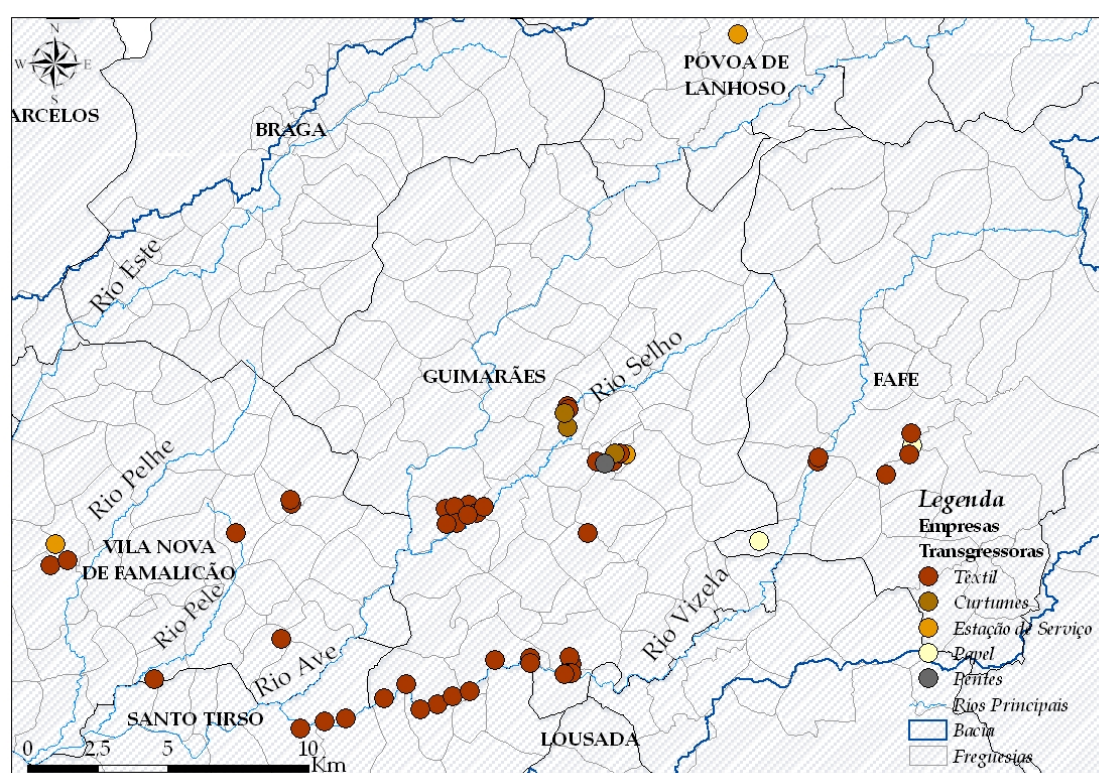 N
W E
S
PÓVOA DE
LANHOSO
ARCELOS
BRAGA
Rio Este
GUIMARÃES
Rio Selho
FAFE
Rio Pelhe
VILA NOVA
DE FAMALICÃO
Rio Pele
Rio Vizela
Rio Ave
SANTO TIRSO
LOUSADA
Legenda
Empresas
Transgressoras
Têxtil
Curtumes
Estação de Serviço
Papel
Pentes
Rios Principais
Bacia
Freguesias
0 2,5 5 10
Km